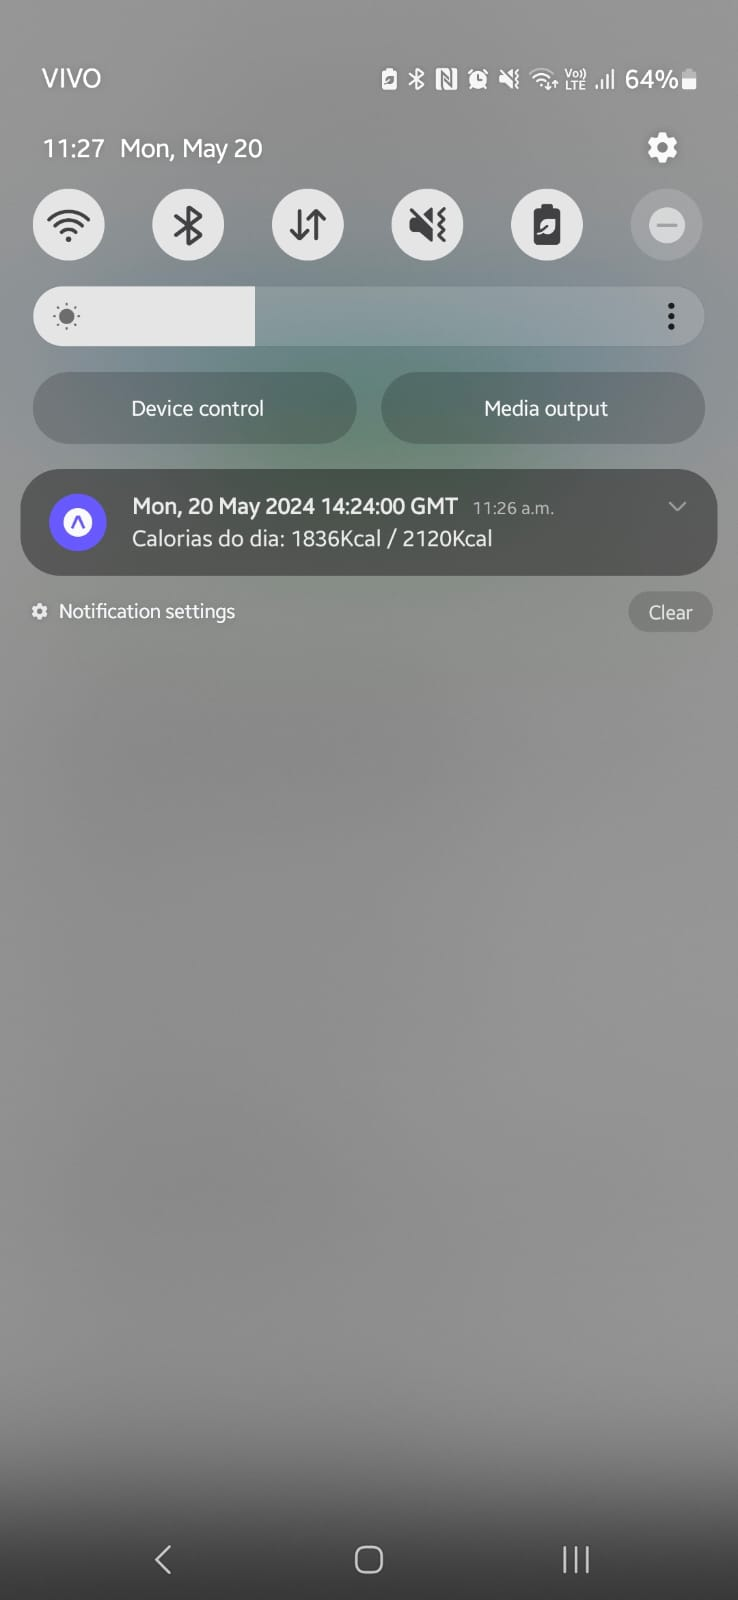 VIVO Vo)) LTE 64%
11:27 Mon, May 20
Device control Media output
Mon, 20 May 2024 14:24:00 GMT 11:26 a.m.
Calorias do dia: 1836Kcal / 2120Kcal
Notification settings Clear